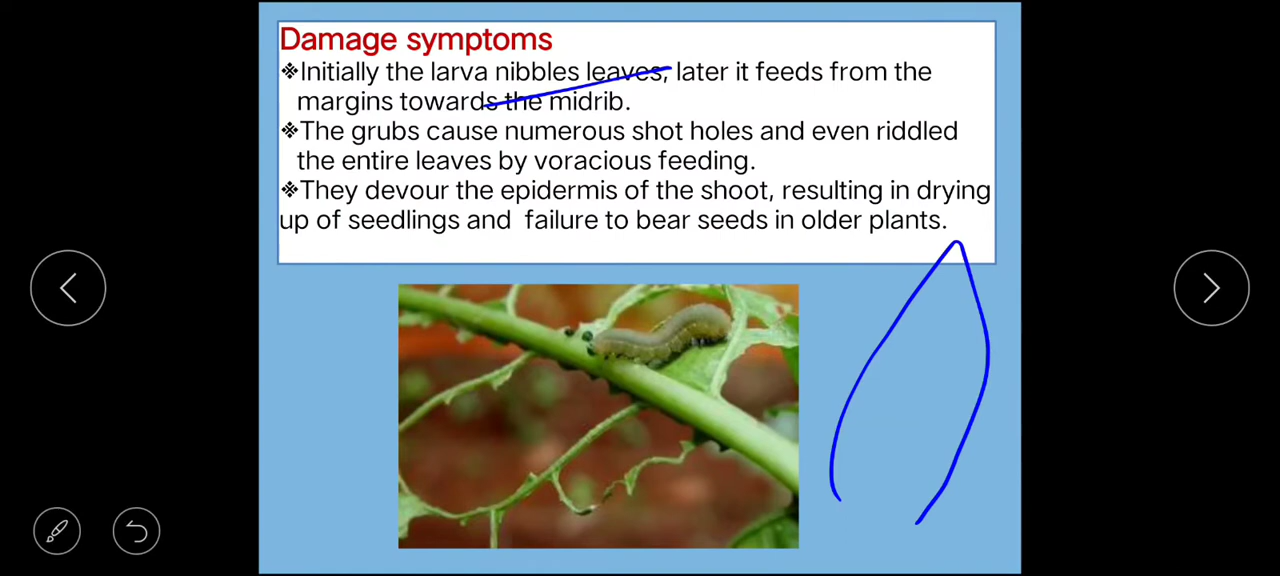 Damage symptoms
❖Initially the larva nibbles leaves, later it feeds from the
margins towards the midrib.
❖The grubs cause numerous shot holes and even riddled
the entire leaves by voracious feeding.
❖They devour the epidermis of the shoot, resulting in drying
up of seedlings and failure to bear seeds in older plants.